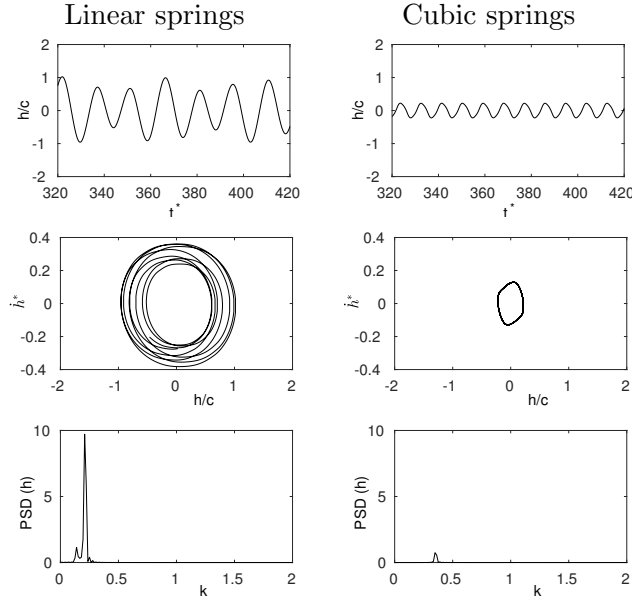 Linear springs Cubic springs
2 2
1 1
h/c 0 h/c 0
-1 -1
-2 -2
320 340 360 380 400 420 320 340 360 380 400 420
t* t*
0.4 0.4
0.2 0.2
ḣ* 0 ḣ* 0
-0.2 -0.2
-0.4 -0.4
-2 -1 0 1 2 -2 -1 0 1 2
h/c h/c
10 10
PSD (h) 5 PSD (h) 5
0 0
0 0.5 1 1.5 2 0 0.5 1 1.5 2
k k